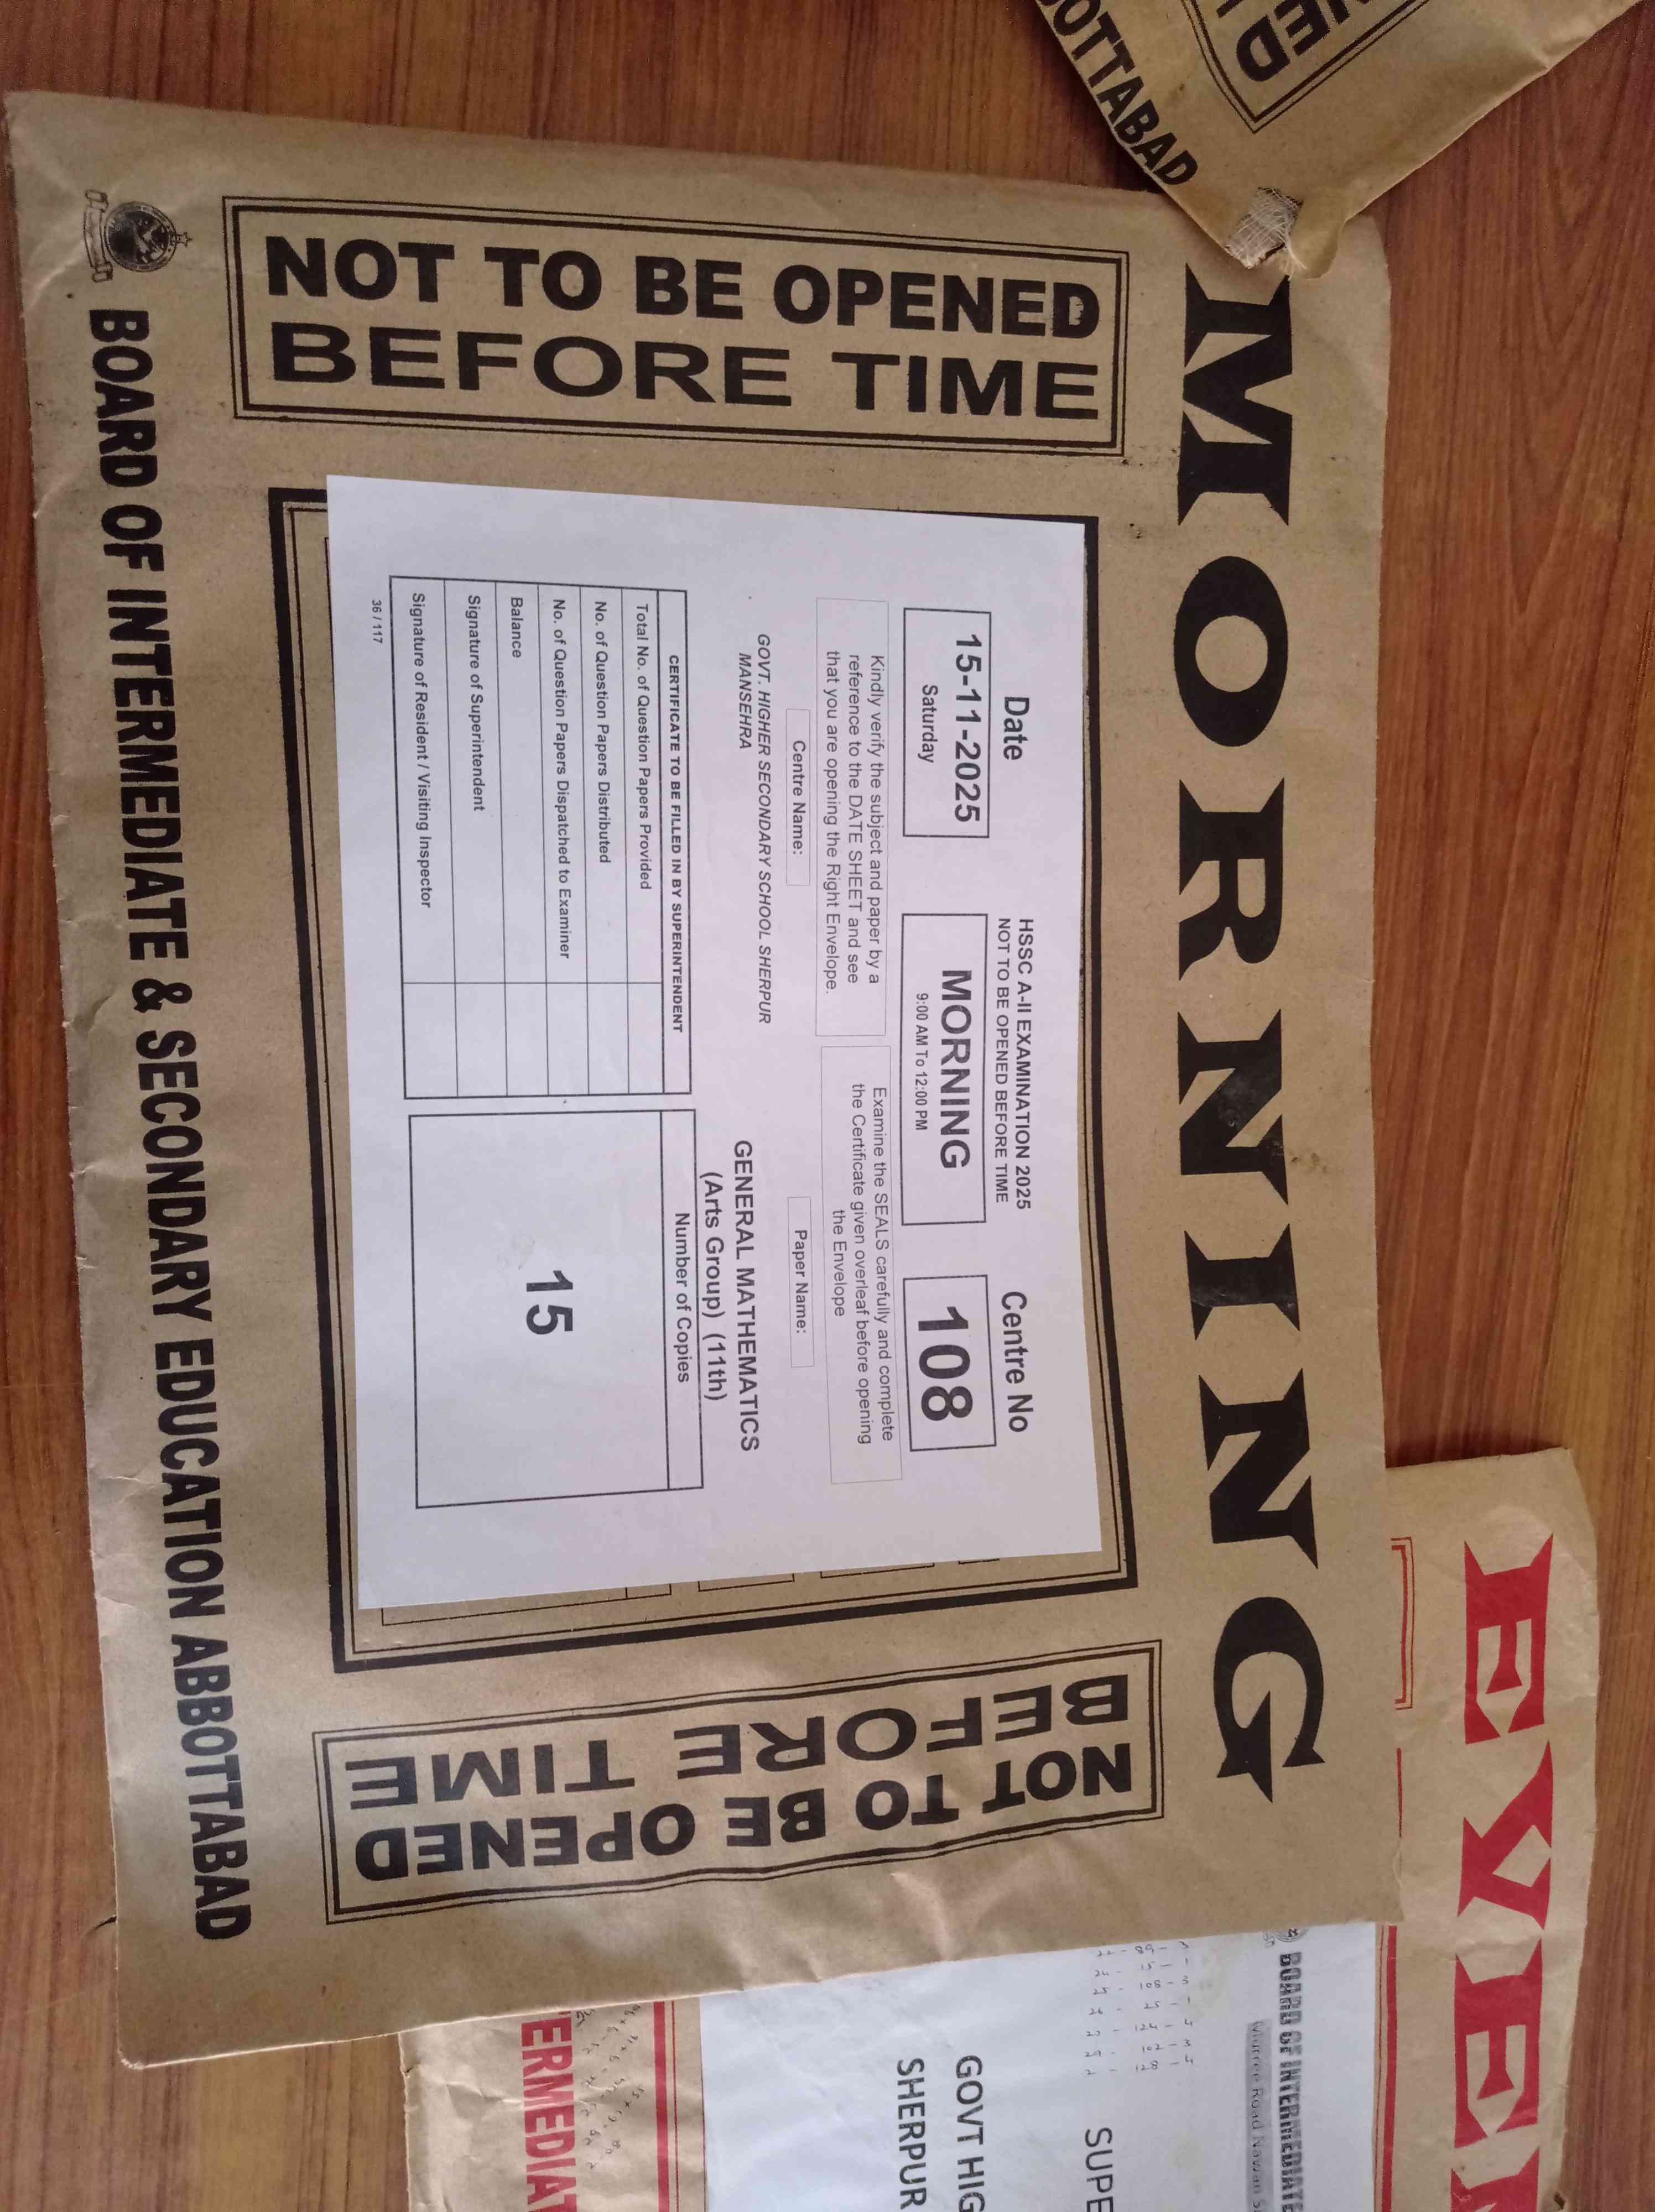 MORNING
NOT TO BE OPENED
BEFORE TIME
Date
15-11-2025
Saturday
HSSC A-II EXAMINATION 2025
NOT TO BE OPENED BEFORE TIME
MORNING
9:00 AM To 12:00 PM
Centre No
108
Kindly verify the subject and paper by a
reference to the DATE SHEET and see
that you are opening the Right Envelope.
Examine the SEALS carefully and complete
the Certificate given overleaf before opening
the Envelope
Centre Name:
GOVT. HIGHER SECONDARY SCHOOL SHERPUR
MANSEHRA
Paper Name:
GENERAL MATHEMATICS
(Arts Group) (11th)
CERTIFICATE TO BE FILLED IN BY SUPERINTENDENT
Total No. of Question Papers Provided
No. of Question Papers Distributed
No. of Question Papers Dispatched to Examiner
Balance
Signature of Superintendent
Signature of Resident / Visiting Inspector
Number of Copies
15
36 / 117
NOT TO BE OPENED
BEFORE TIME
BOARD OF INTERMEDIATE & SECONDARY EDUCATION ABBOTTABAD
OTTABAD
EVEN
BOARD OF INTERMEDIATE
Murree Road Nawan
SUPE
GOVT HIG
SHERPUR
ERMEDIAT